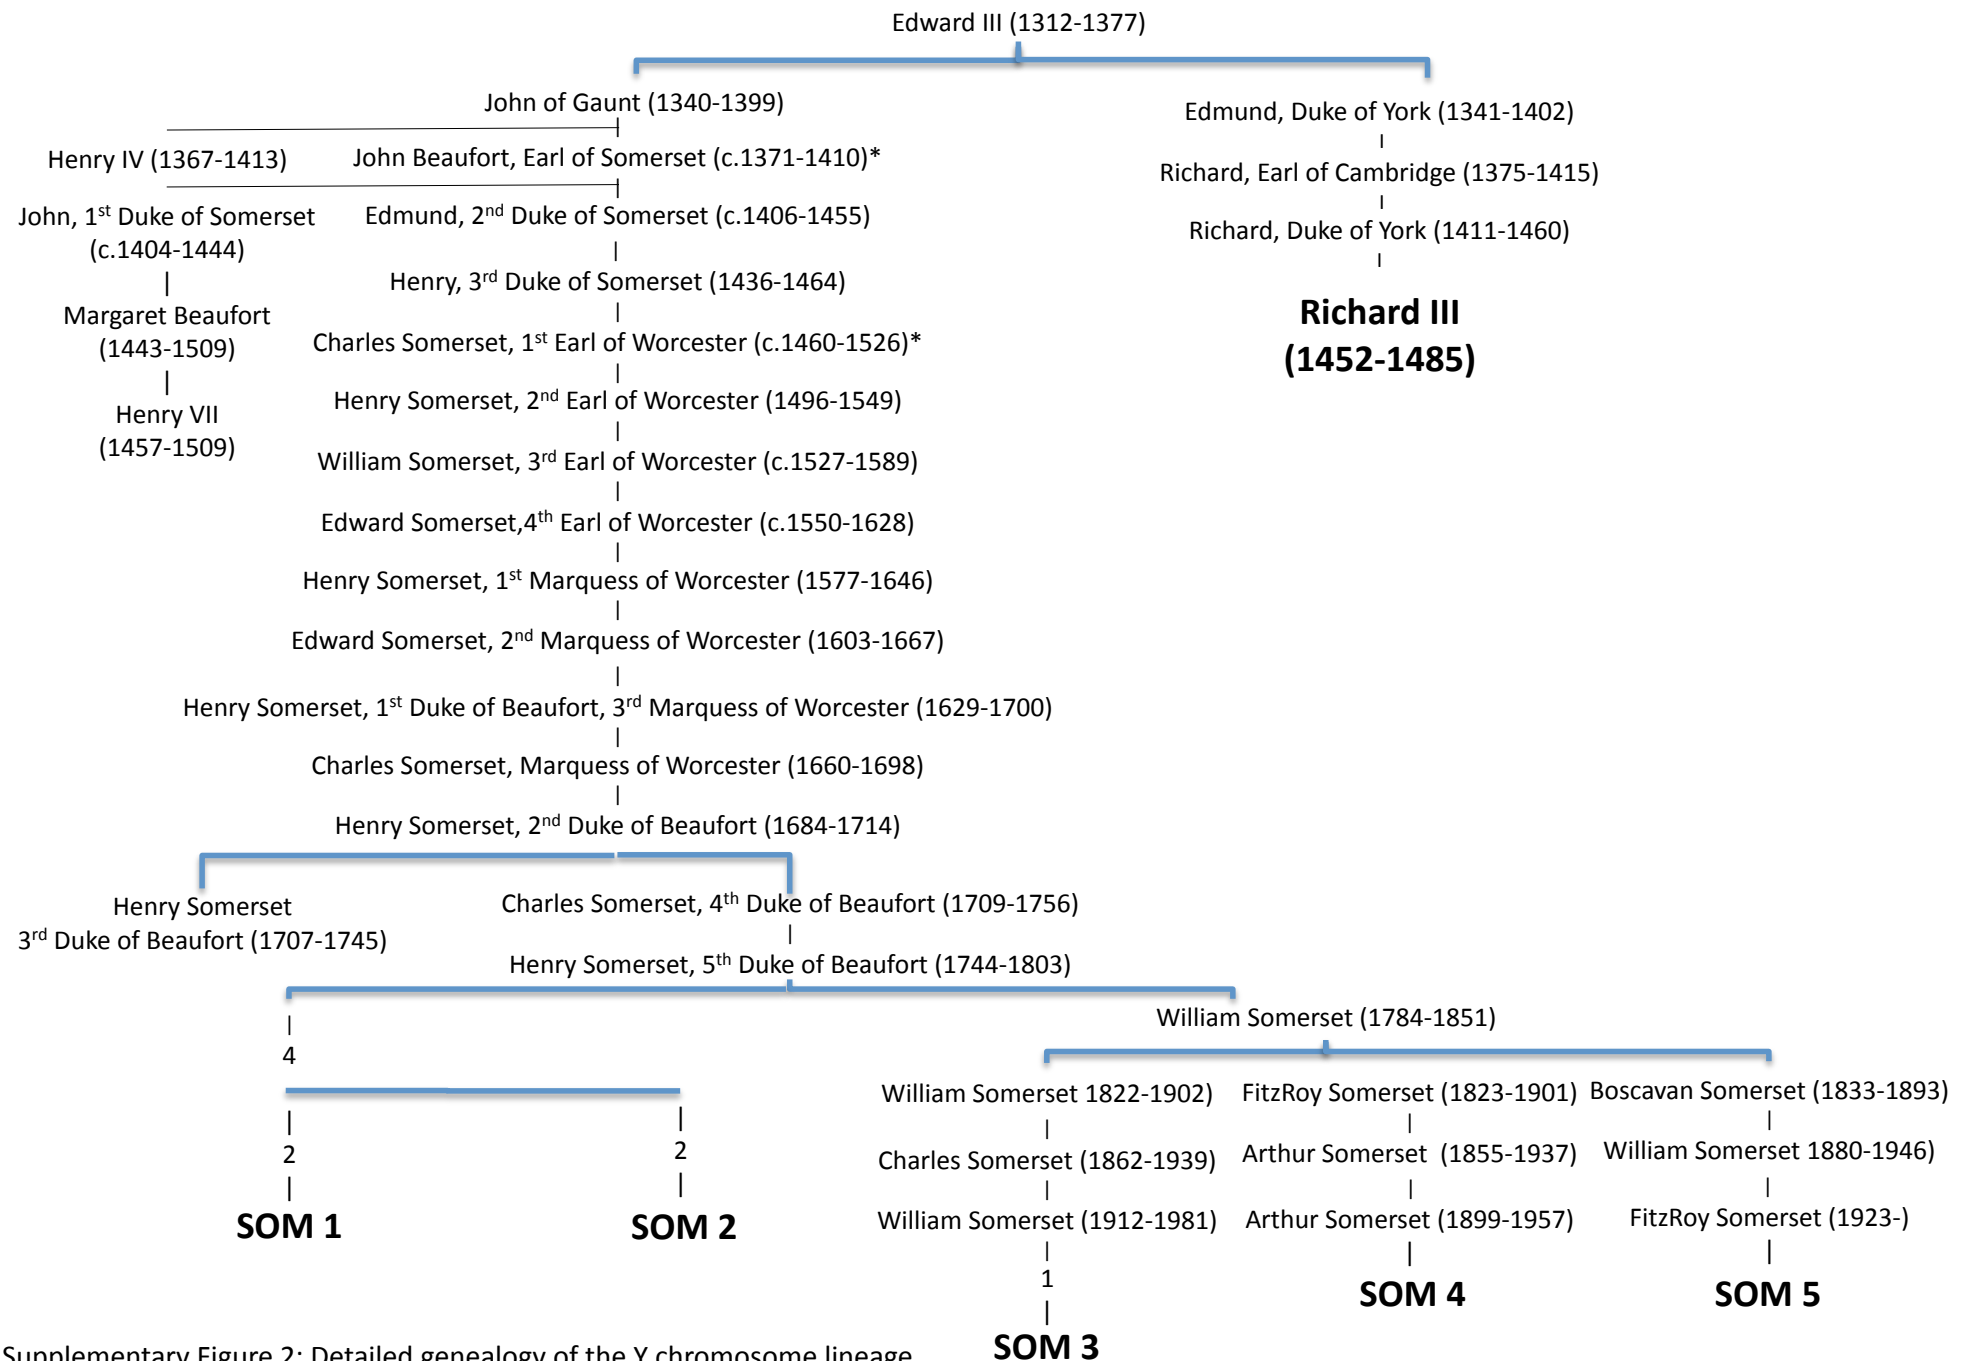 Edward III (1312-1377)
John of Gaunt (1340-1399)
Edmund, Duke of York (1341-1402)
Henry IV (1367-1413)
John Beaufort, Earl of Somerset (c.1371-1410)*
Richard, Earl of Cambridge (1375-1415)
John, 1st Duke of Somerset
(c.1404-1444)
Edmund, 2nd Duke of Somerset (c.1406-1455)
Richard, Duke of York (1411-1460)
Henry, 3rd Duke of Somerset (1436-1464)
Richard III
(1452-1485)
Margaret Beaufort
(1443-1509)
Charles Somerset, 1st Earl of Worcester (c.1460-1526)*
Henry VII
(1457-1509)
Henry Somerset, 2nd Earl of Worcester (1496-1549)
William Somerset, 3rd Earl of Worcester (c.1527-1589)
Edward Somerset,4th Earl of Worcester (c.1550-1628)
Henry Somerset, 1st Marquess of Worcester (1577-1646)
Edward Somerset, 2nd Marquess of Worcester (1603-1667)
Henry Somerset, 1st Duke of Beaufort, 3rd Marquess of Worcester (1629-1700)
Charles Somerset, Marquess of Worcester (1660-1698)
Henry Somerset, 2nd Duke of Beaufort (1684-1714)
Henry Somerset
3rd Duke of Beaufort (1707-1745)
Charles Somerset, 4th Duke of Beaufort (1709-1756)
Henry Somerset, 5th Duke of Beaufort (1744-1803)
William Somerset (1784-1851)
4
William Somerset 1822-1902)
FitzRoy Somerset (1823-1901)
Boscavan Somerset (1833-1893)
2
2
Charles Somerset (1862-1939)
Arthur Somerset (1855-1937)
William Somerset 1880-1946)
SOM 1
SOM 2
William Somerset (1912-1981)
Arthur Somerset (1899-1957)
FitzRoy Somerset (1923-)
1
SOM 4
SOM 5
SOM 3
Supplementary Figure 2: Detailed genealogy of the Y chromosome lineage